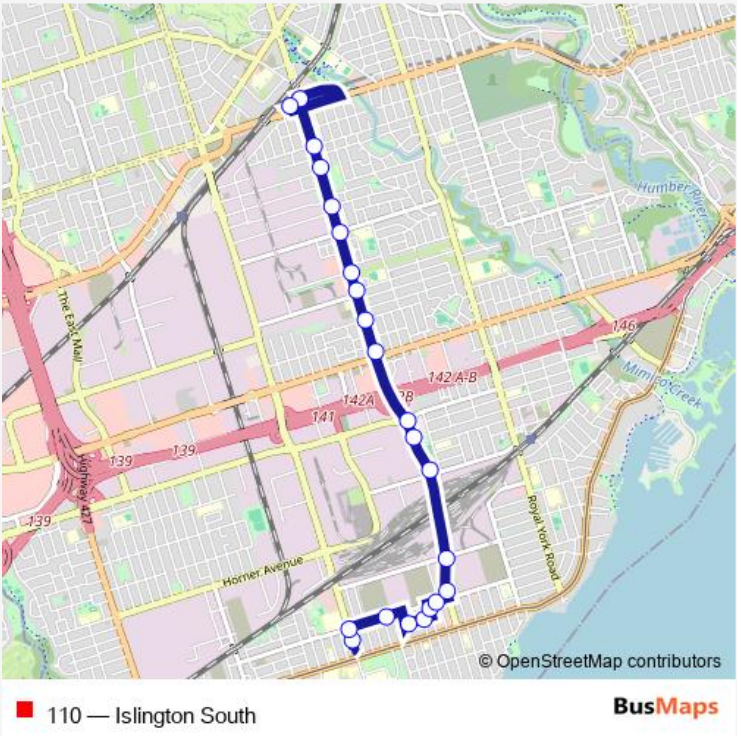 Humber River
The East Mall
146
Mimico Creek
142 A-B
142A
2B
141
139
139
Highway 427
139
Royal York Road
Horner Avenue
© OpenStreetMap contributors
110 — Islington South
BusMaps